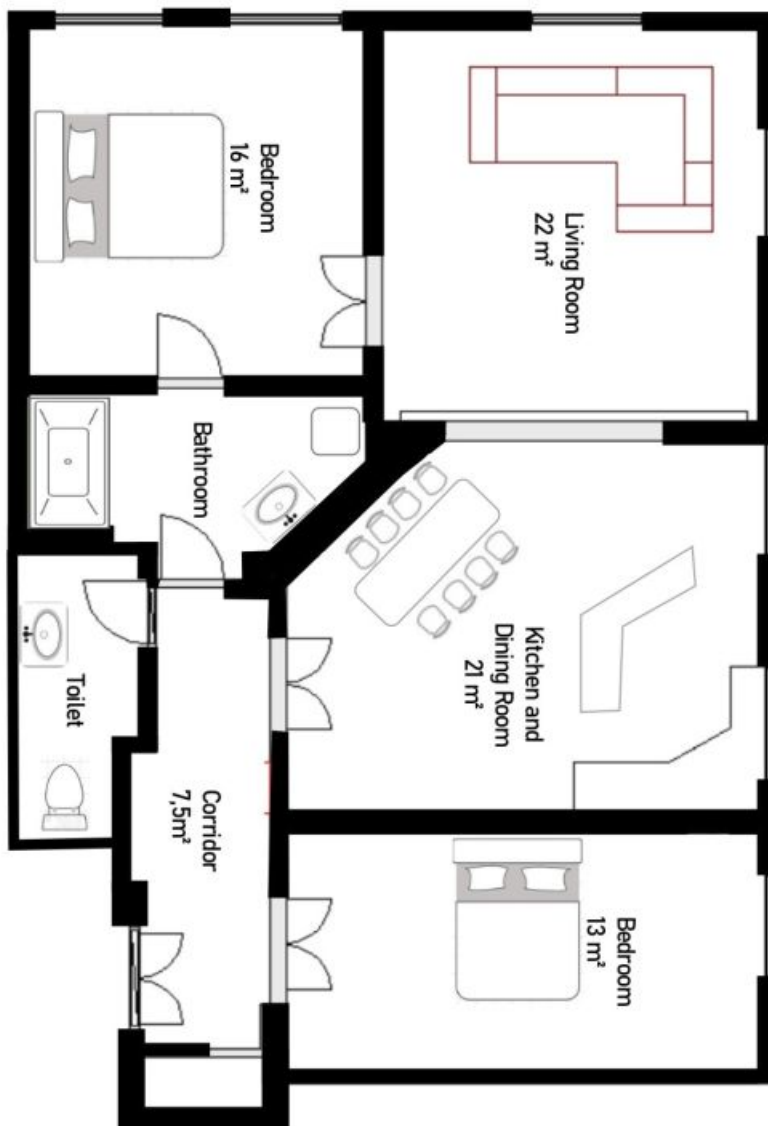 Bedroom
16 m²
Living Room
22 m²
Bathroom
Kitchen and
Dining Room
21 m²
Toilet
Corridor
7,5m²
Bedroom
13 m²